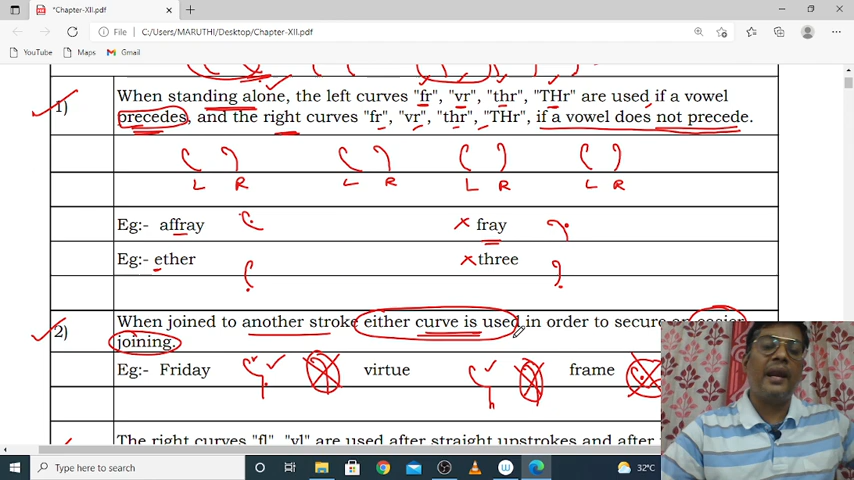 *Chapter-XII.pdf
File
C:/Users/MARUTHI/Desktop/Chapter-XII.pdf
YouTube
Maps
Gmail
1)
When standing alone, the left curves "fr", "vr", "thr", "THr" are used if a vowel
precedes, and the right curves "fr", "vr", "thr", "THr", if a vowel does not precede.
L R L R L R L R
Eg:- affray × fray
Eg:- ether × three
2)
When joined to another stroke either curve is used in order to secure an easier
joining.
Eg:- Friday virtue frame
The right curves "fl", "vl" are used after straight upstrokes and after
Type here to search
32°C